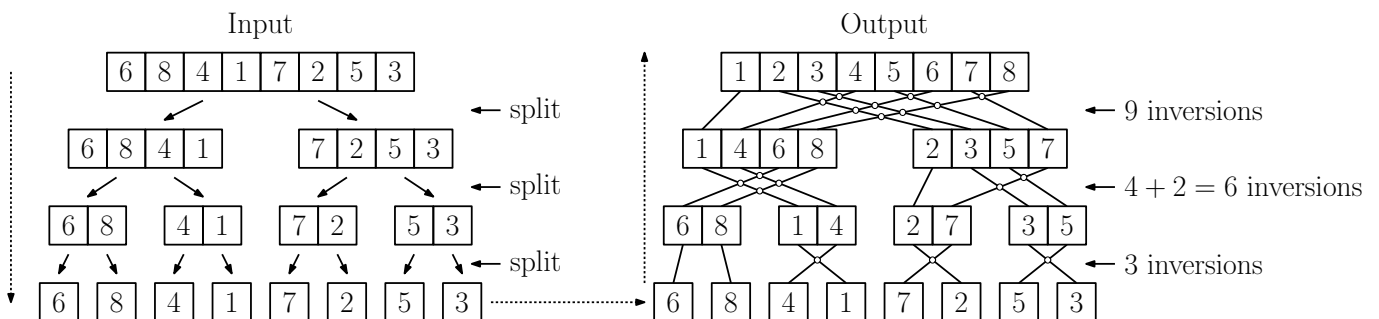 Input Output
6 8 4 1 7 2 5 3 1 2 3 4 5 6 7 8
split 9 inversions
6 8 4 1 7 2 5 3 1 4 6 8 2 3 5 7
split 4 + 2 = 6 inversions
6 8 4 1 7 2 5 3 6 8 1 4 2 7 3 5
split 3 inversions
6 8 4 1 7 2 5 3 6 8 4 1 7 2 5 3